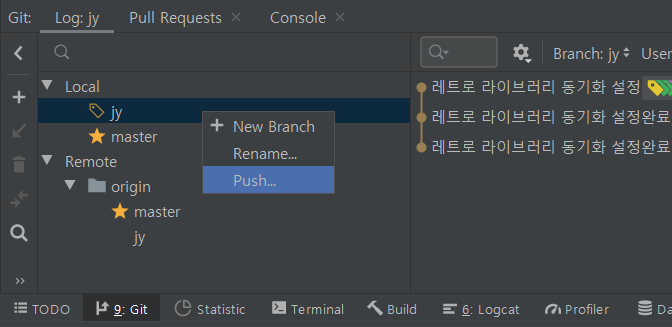 Git: Log: jy × Pull Requests × Console ×
Branch: jy User
Local
jy
master
Remote
origin
master
jy
New Branch
Rename...
Push...
레트로 라이브러리 동기화 설정
레트로 라이브러리 동기화 설정완료
레트로 라이브러리 동기화 설정완료
TODO 9: Git Statistic Terminal Build 6: Logcat Profiler Da